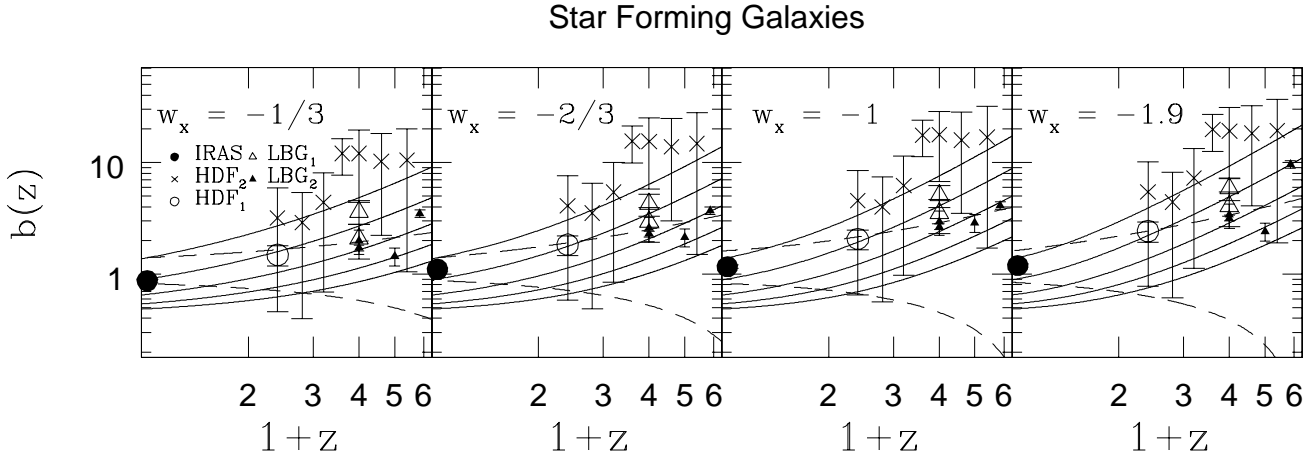 Star Forming Galaxies
w_x = −1/3
w_x = −2/3
w_x = −1
w_x = −1.9
IRAS LBG_1
HDF_2 LBG_2
HDF_1
10
1
b(z)
2 3 4 5 6
2 3 4 5 6
2 3 4 5 6
2 3 4 5 6
1+z
1+z
1+z
1+z